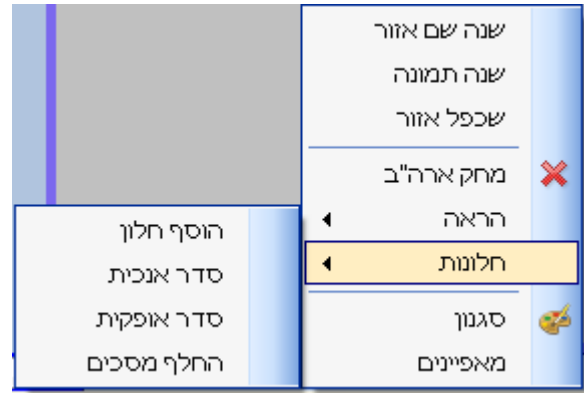 שנה שם אזור
שנה תמונה
שכפל אזור
מחק ארה"ב
הראה
חלונות
סגנון
מאפיינים
הוסף חלון
סדר אנכית
סדר אופקית
החלף מסכים